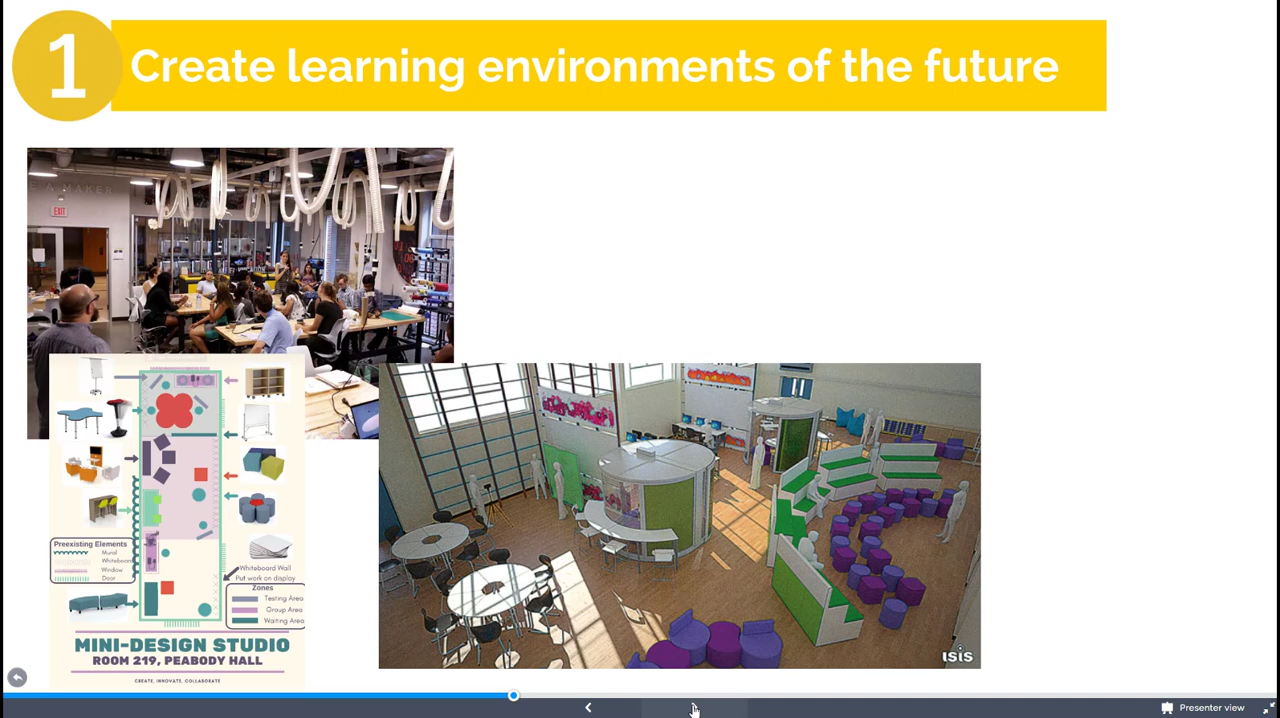 1
Create learning environments of the future
E A MAKER
EXIT
Preexisting Elements
Mural
Whiteboard
Window
Door
Whiteboard Wall
Put work on display
Zones
Testing Area
Group Area
Waiting Area
MINI-DESIGN STUDIO
ROOM 219, PEABODY HALL
CREATE, INNOVATE, COLLABORATE
ISIS
Presenter view